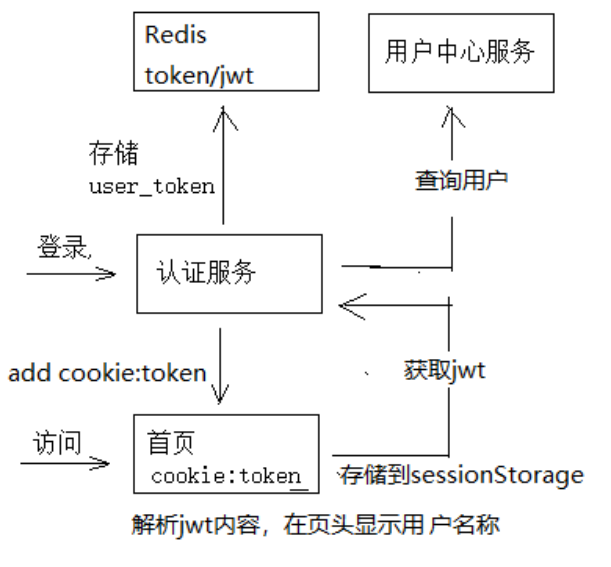 Redis
token/jwt
用户中心服务
存储
user_token
查询用户
登录,
认证服务
add cookie:token
获取jwt
访问
首页
cookie:token_
存储到sessionStorage
解析jwt内容，在页头显示用户名称